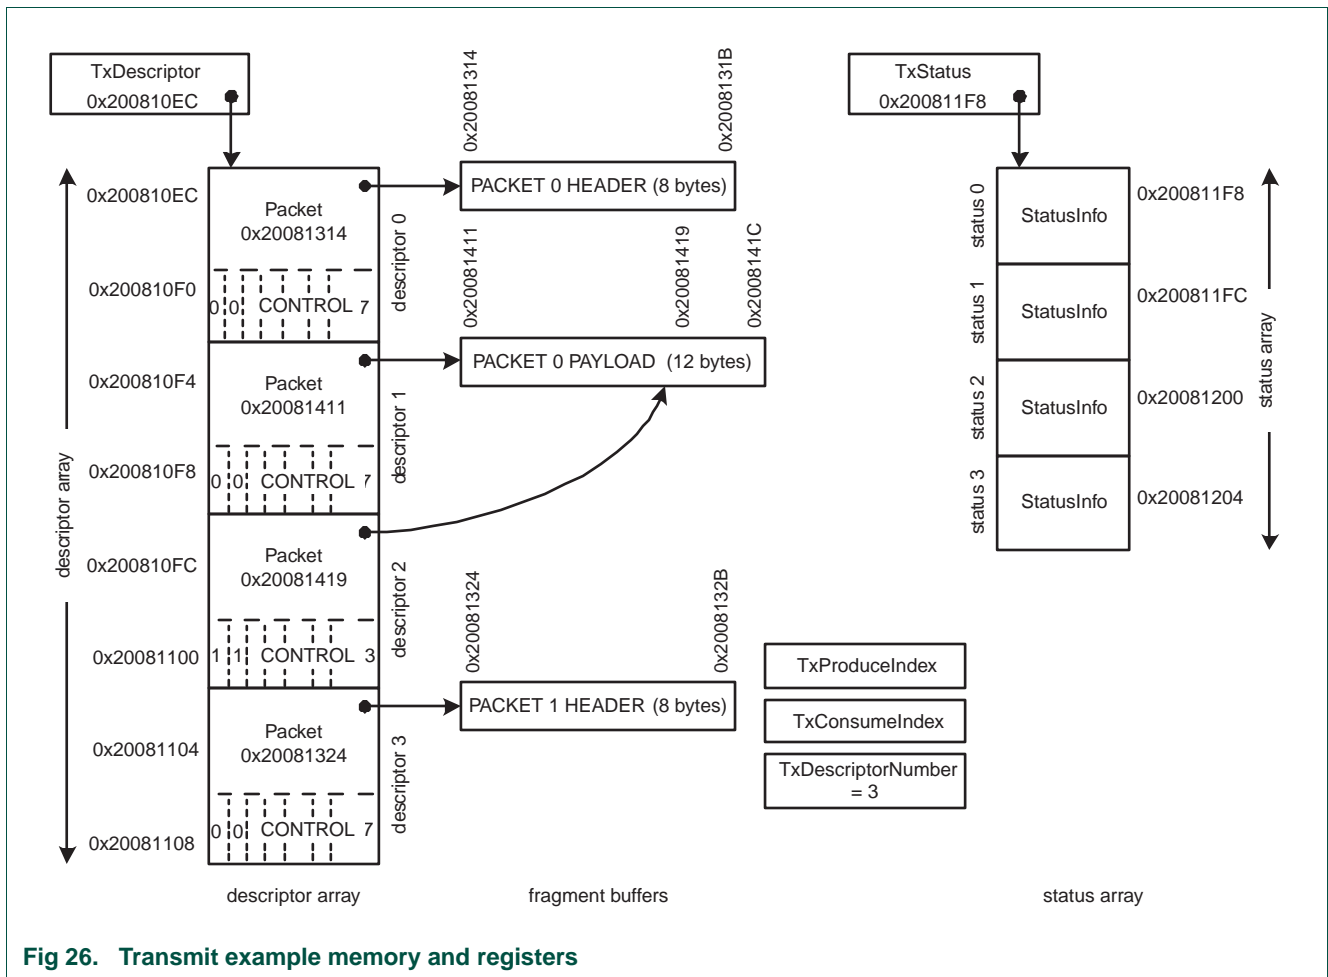 TxDescriptor
0x200810EC
0x20081314
0x2008131B
TxStatus
0x200811F8
0x200810EC
Packet
0x20081314
descriptor 0
PACKET 0 HEADER (8 bytes)
0x200810F0
0 0 CONTROL 7
0x20081411
0x20081419
0x2008141C
0x200810F4
Packet
0x20081411
descriptor 1
PACKET 0 PAYLOAD (12 bytes)
0x200810F8
0 0 CONTROL 7
descriptor array
0x200810FC
Packet
0x20081419
descriptor 2
0x20081100
1 1 CONTROL 3
0x20081324
0x2008132B
0x20081104
Packet
0x20081324
descriptor 3
PACKET 1 HEADER (8 bytes)
0x20081108
0 0 CONTROL 7
status 0
StatusInfo
0x200811F8
status 1
StatusInfo
0x200811FC
status 2
StatusInfo
0x20081200
status 3
StatusInfo
0x20081204
status array
TxProduceIndex
TxConsumeIndex
TxDescriptorNumber
= 3
descriptor array
fragment buffers
status array
Fig 26. Transmit example memory and registers